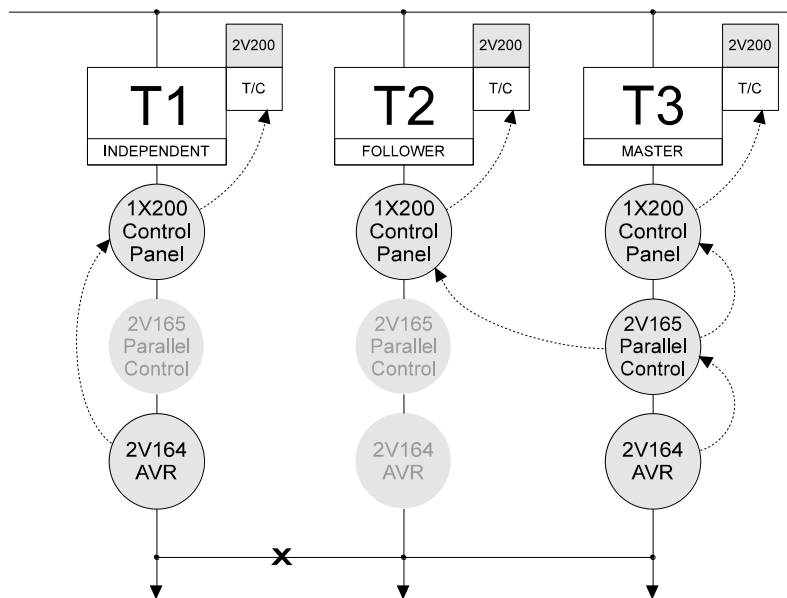 2V200
T/C
T1
INDEPENDENT
1X200
Control
Panel
2V165
Parallel
Control
2V164
AVR
2V200
T/C
T2
FOLLOWER
1X200
Control
Panel
2V165
Parallel
Control
2V164
AVR
2V200
T/C
T3
MASTER
1X200
Control
Panel
2V165
Parallel
Control
2V164
AVR
x